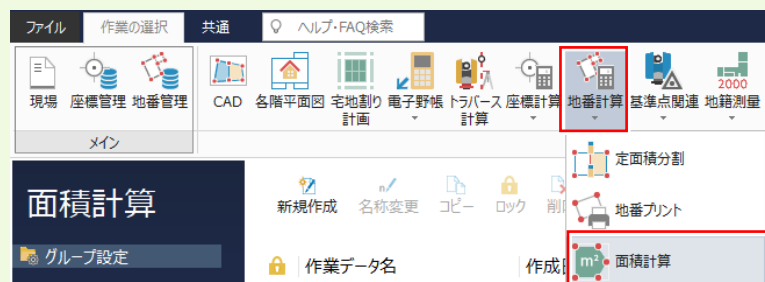 ファイル 作業の選択 共通 ヘルプ・FAQ検索
現場 座標管理 地番管理 CAD 各階平面図 宅地割り 電子野帳 トラバース 座標計算 地番計算 基準点関連 地籍測量
計画 計算
2000
メイン
定面積分割
面積計算
新規作成 名称変更 コピー ロック
地番プリント
グループ設定
作業データ名 作成
m² 面積計算